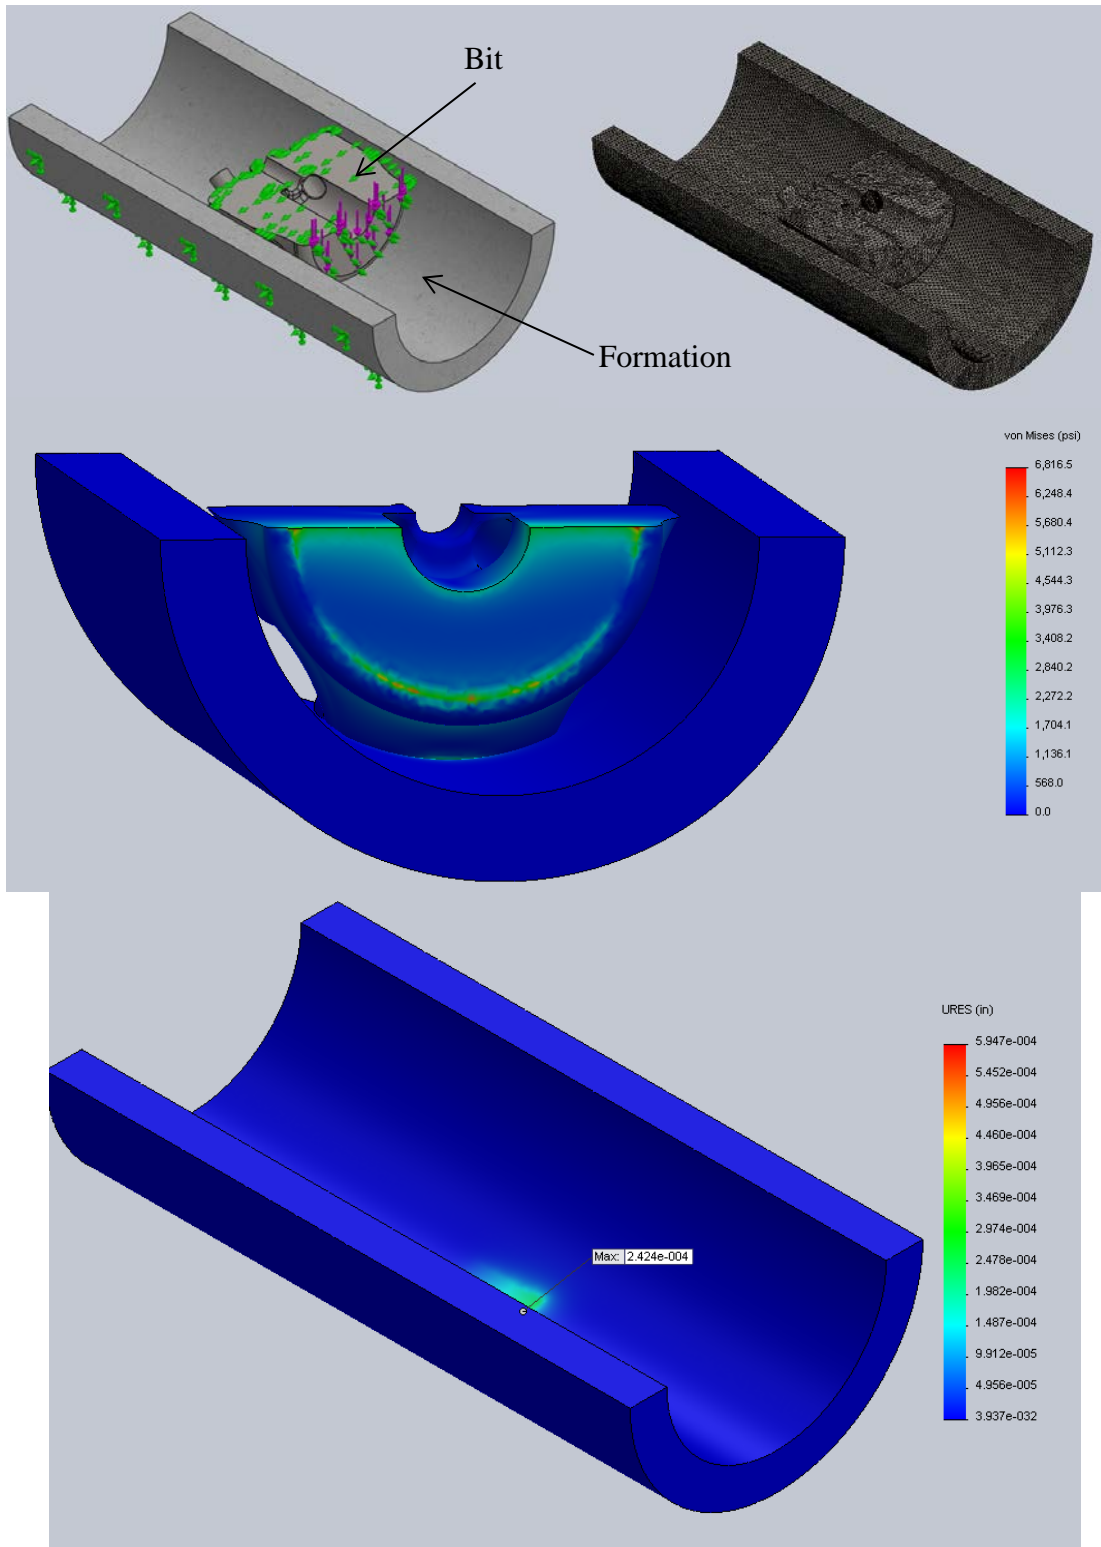 Bit
Formation
von Mises (psi)
6,816.5
6,248.4
5,680.4
5,112.3
4,544.3
3,976.3
3,408.2
2,840.2
2,272.2
1,704.1
1,136.1
568.0
0.0
URES (in)
5.947e-004
5.452e-004
4.956e-004
4.460e-004
3.965e-004
3.469e-004
2.974e-004
2.478e-004
1.982e-004
1.487e-004
9.912e-005
4.956e-005
3.937e-032
Max: 2.424e-004